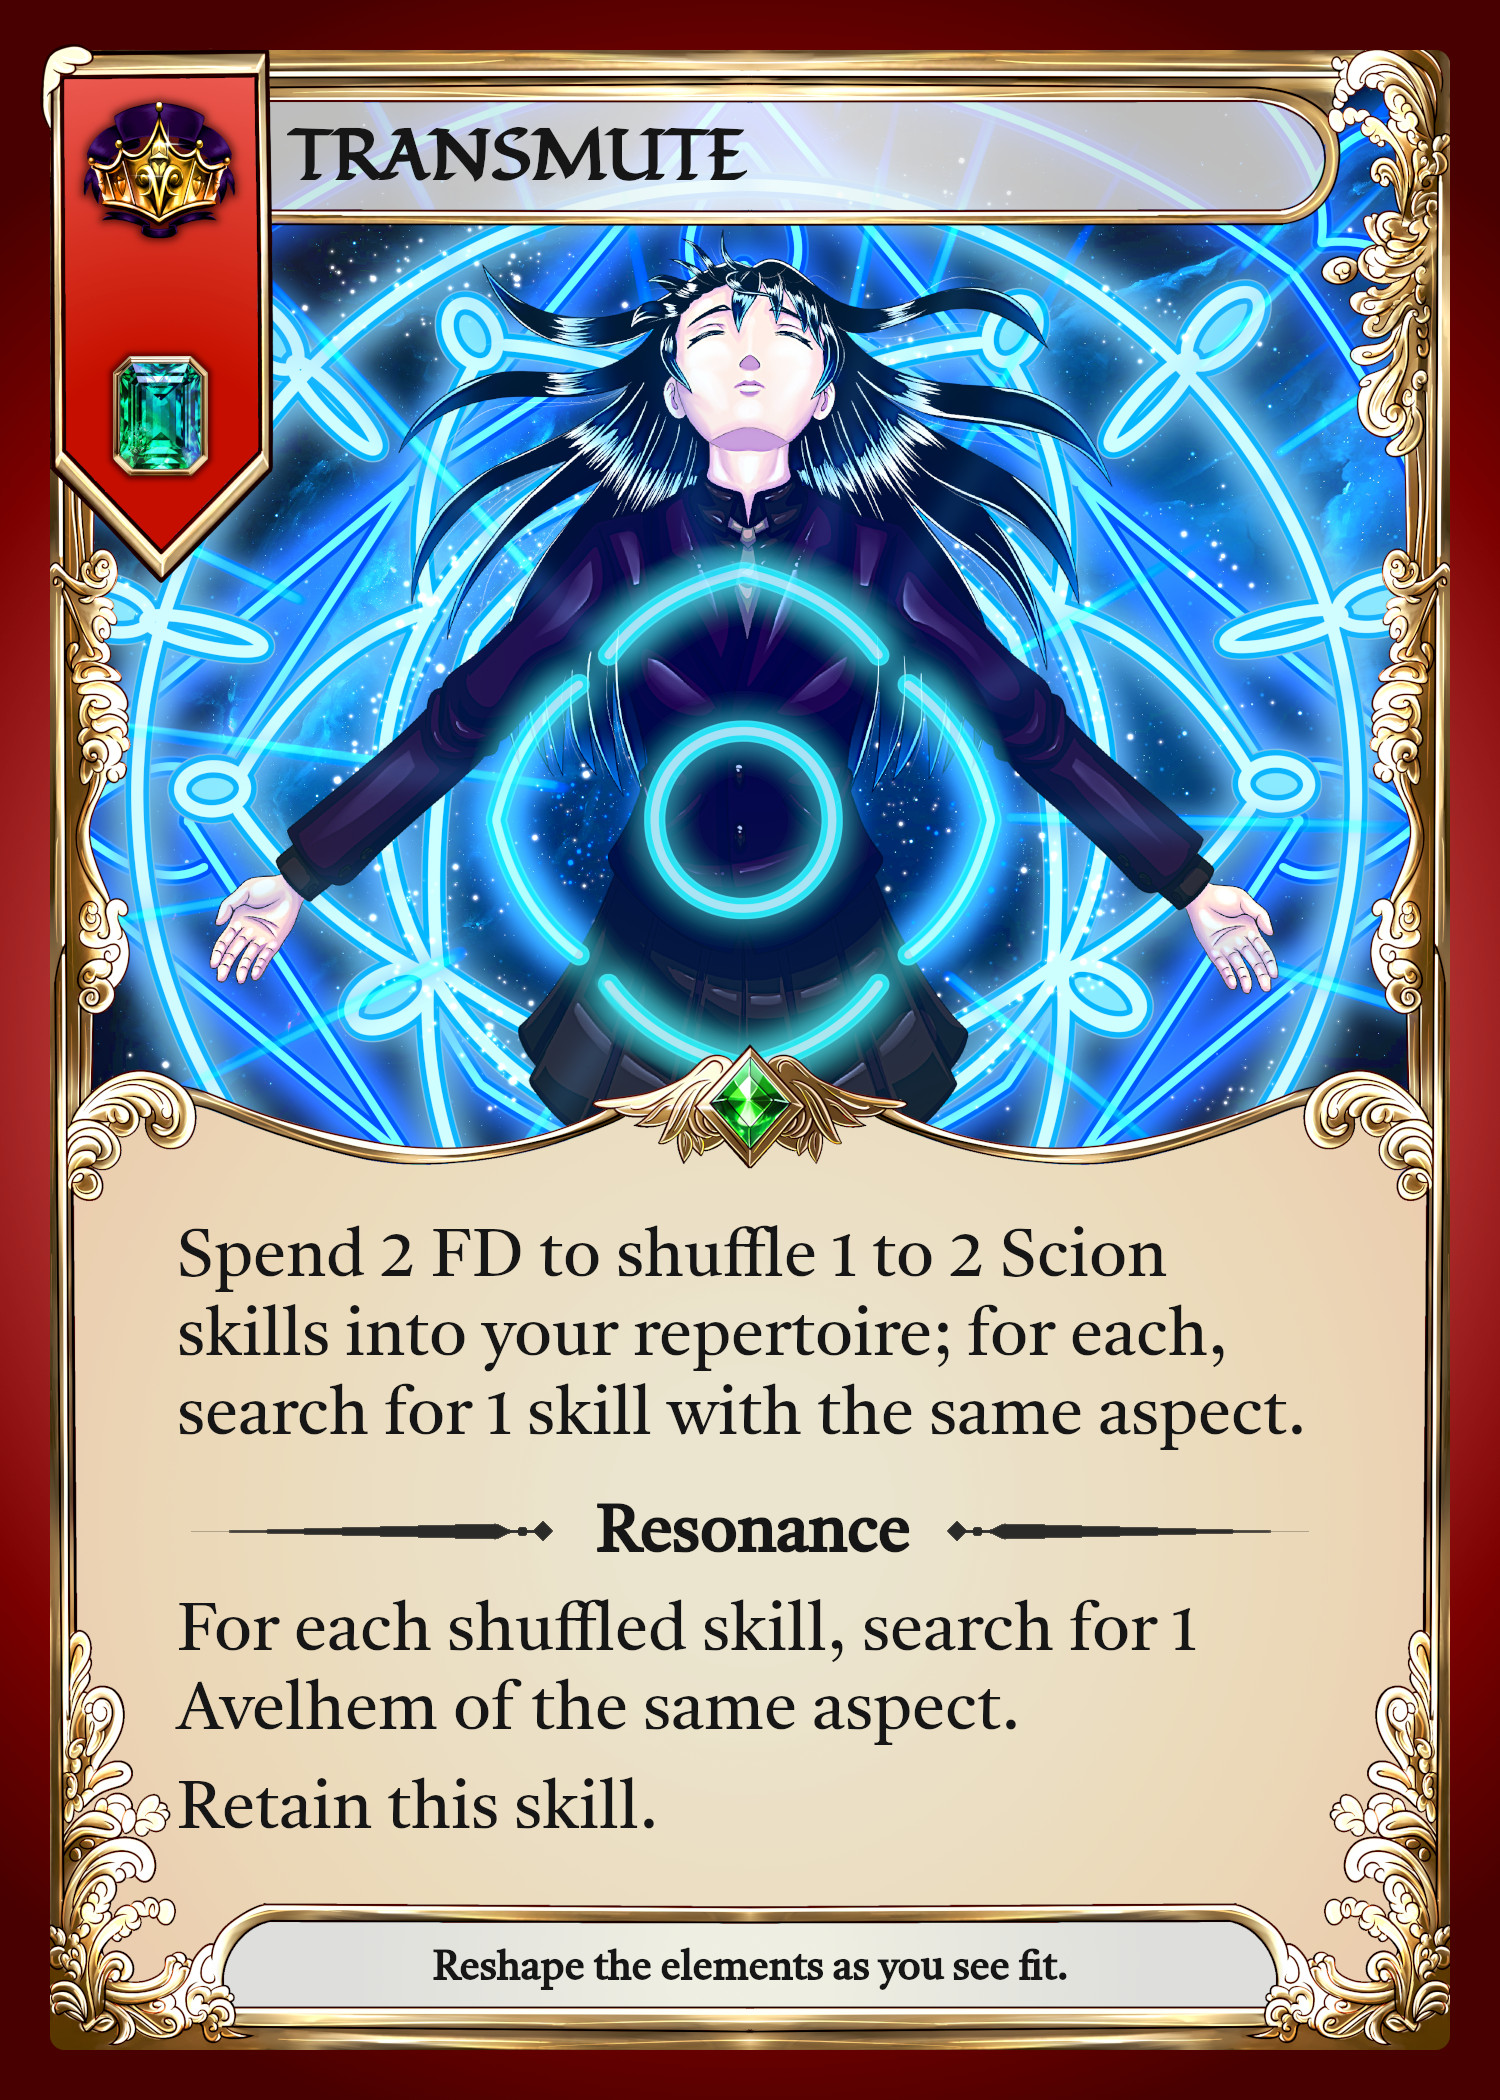 TRANSMUTE
Spend 2 FD to shuffle 1 to 2 Scion
skills into your repertoire; for each,
search for 1 skill with the same aspect.
Resonance
For each shuffled skill, search for 1
Avelhem of the same aspect.
Retain this skill.
Reshape the elements as you see fit.